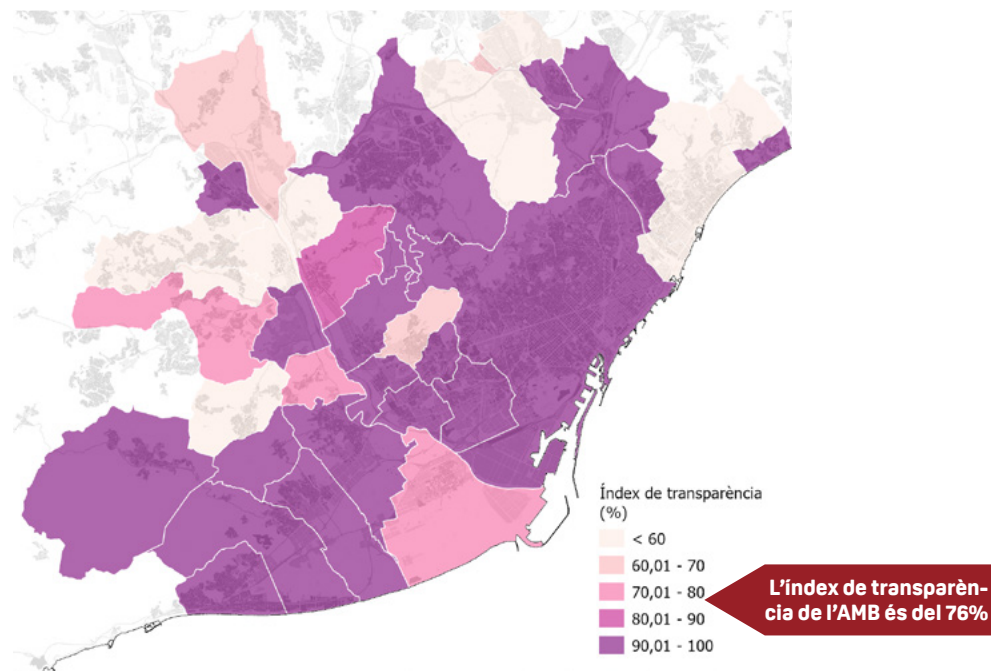 Índex de transparència
(%)
< 60
60,01 - 70
70,01 - 80
80,01 - 90
90,01 - 100
L'índex de transparèn-
cia de l'AMB és del 76%